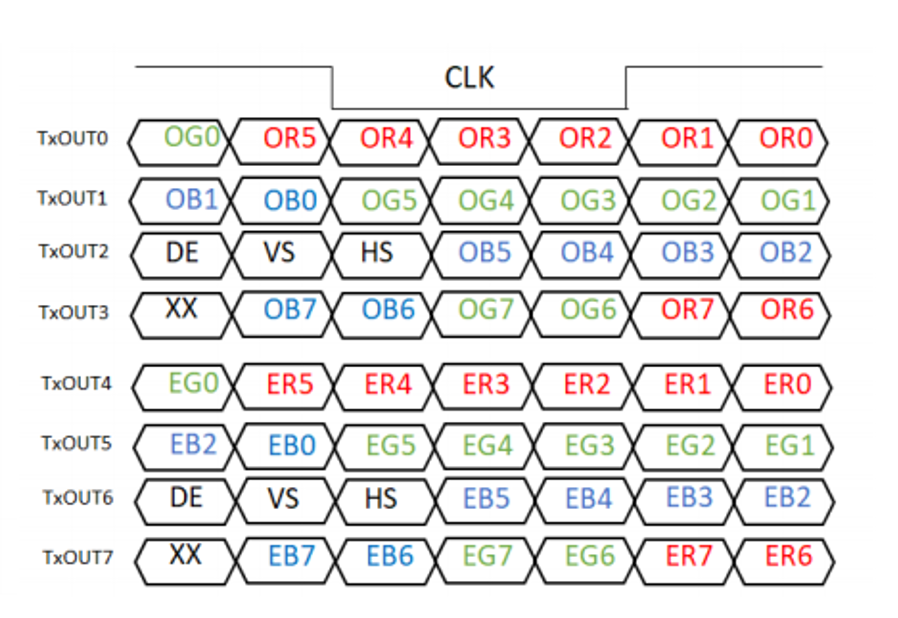 CLK
TxOUT0 OG0 OR5 OR4 OR3 OR2 OR1 OR0
TxOUT1 OB1 OB0 OG5 OG4 OG3 OG2 OG1
TxOUT2 DE VS HS OB5 OB4 OB3 OB2
TxOUT3 XX OB7 OB6 OG7 OG6 OR7 OR6
TxOUT4 EG0 ER5 ER4 ER3 ER2 ER1 ER0
TxOUT5 EB2 EB0 EG5 EG4 EG3 EG2 EG1
TxOUT6 DE VS HS EB5 EB4 EB3 EB2
TxOUT7 XX EB7 EB6 EG7 EG6 ER7 ER6